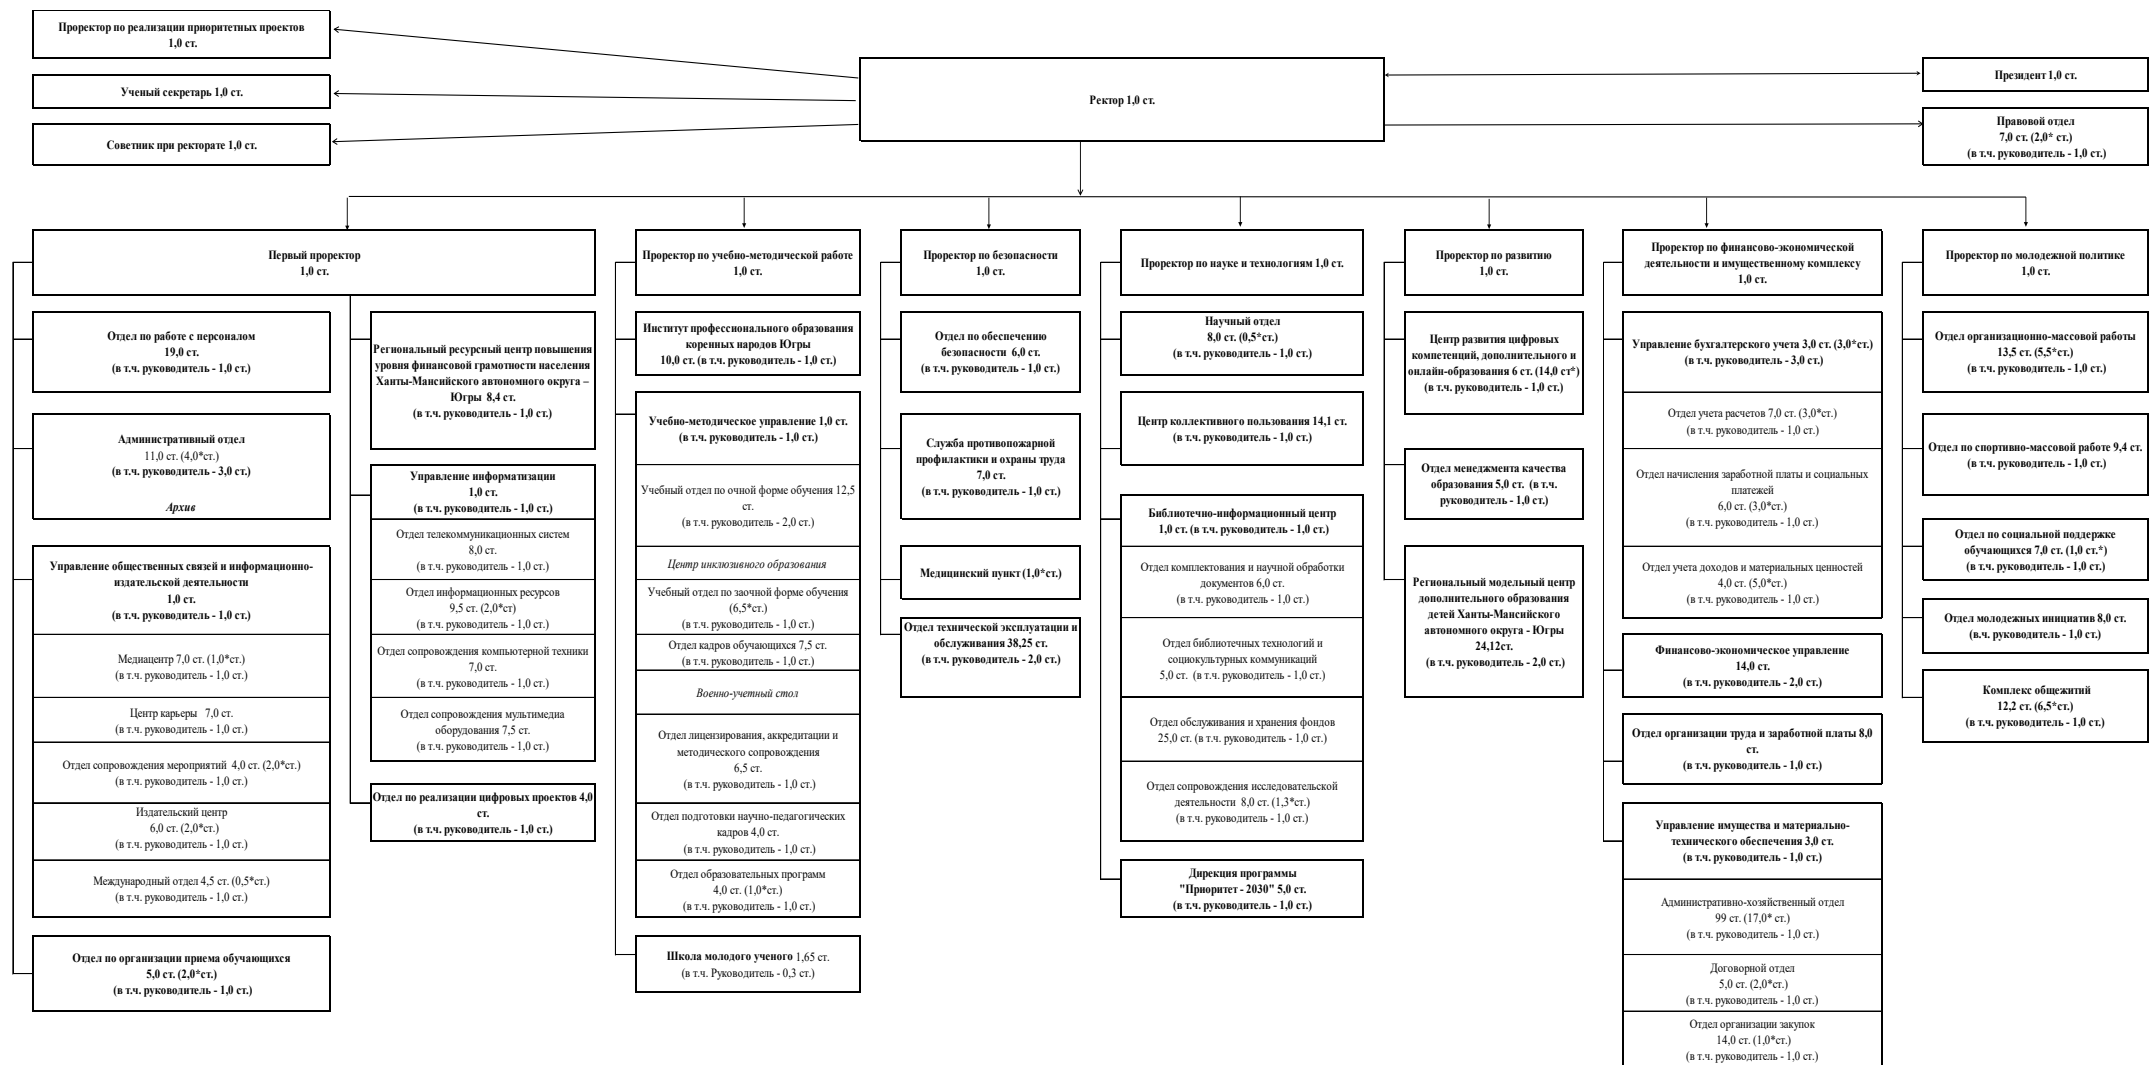 Проректор по реализации приоритетных проектов
1,0 ст.
Ученый секретарь 1,0 ст.
Советник при ректорате 1,0 ст.
Ректор 1,0 ст.
Президент 1,0 ст.
Правовой отдел
7,0 ст. (2,0* ст.)
(в т.ч. руководитель - 1,0 ст.)
Первый проректор
1,0 ст.
Отдел по работе с персоналом
19,0 ст.
(в т.ч. руководитель - 1,0 ст.)
Административный отдел
11,0 ст. (4,0*ст.)
(в т.ч. руководитель - 3,0 ст.)
Архив
Управление общественных связей и информационно-
издательской деятельности
1,0 ст.
(в т.ч. руководитель - 1,0 ст.)
Медиацентр 7,0 ст. (1,0*ст.)
(в т.ч. руководитель - 1,0 ст.)
Центр карьеры 7,0 ст.
(в т.ч. руководитель - 1,0 ст.)
Отдел сопровождения мероприятий 4,0 ст. (2,0*ст.)
(в т.ч. руководитель - 1,0 ст.)
Издательский центр
6,0 ст. (2,0*ст.)
(в т.ч. руководитель - 1,0 ст.)
Международный отдел 4,5 ст. (0,5*ст.)
(в т.ч. руководитель - 1,0 ст.)
Отдел по организации приема обучающихся
5,0 ст. (2,0*ст.)
(в т.ч. руководитель - 1,0 ст.)
Региональный ресурсный центр повышения
уровня финансовой грамотности населения
Ханты-Мансийского автономного округа –
Югры 8,4 ст.
(в т.ч. руководитель - 1,0 ст.)
Управление информатизации
1,0 ст.
(в т.ч. руководитель - 1,0 ст.)
Отдел телекоммуникационных систем
8,0 ст.
(в т.ч. руководитель - 1,0 ст.)
Отдел информационных ресурсов
9,5 ст. (2,0*ст)
(в т.ч. руководитель - 1,0 ст.)
Отдел сопровождения компьютерной техники
7,0 ст.
(в т.ч. руководитель - 1,0 ст.)
Отдел сопровождения мультимедиа
оборудования 7,5 ст.
(в т.ч. руководитель - 1,0 ст.)
Отдел по реализации цифровых проектов 4,0
ст.
(в т.ч. руководитель - 1,0 ст.)
Проректор по учебно-методической работе
1,0 ст.
Институт профессионального образования
коренных народов Югры
10,0 ст. (в т.ч. руководитель - 1,0 ст.)
Учебно-методическое управление 1,0 ст.
(в т.ч. руководитель - 1,0 ст.)
Учебный отдел по очной форме обучения 12,5
ст.
(в т.ч. руководитель - 2,0 ст.)
Центр инклюзивного образования
Учебный отдел по заочной форме обучения
(6,5*ст.)
(в т.ч. руководитель - 1,0 ст.)
Отдел кадров обучающихся 7,5 ст.
(в т.ч. руководитель - 1,0 ст.)
Военно-учетный стол
Отдел лицензирования, аккредитации и
методического сопровождения
6,5 ст.
(в т.ч. руководитель - 1,0 ст.)
Отдел подготовки научно-педагогических
кадров 4,0 ст.
(в т.ч. руководитель - 1,0 ст.)
Отдел образовательных программ
4,0 ст. (1,0*ст.)
(в т.ч. руководитель - 1,0 ст.)
Школа молодого ученого 1,65 ст.
(в т.ч. Руководитель - 0,3 ст.)
Проректор по безопасности
1,0 ст.
Отдел по обеспечению
безопасности 6,0 ст.
(в т.ч. руководитель - 1,0 ст.)
Служба противопожарной
профилактики и охраны труда
7,0 ст.
(в т.ч. руководитель - 1,0 ст.)
Медицинский пункт (1,0*ст.)
Отдел технической эксплуатации и
обслуживания 38,25 ст.
(в т.ч. руководитель - 2,0 ст.)
Проректор по науке и технологиям 1,0 ст.
Научный отдел
8,0 ст. (0,5*ст.)
(в т.ч. руководитель - 1,0 ст.)
Центр коллективного пользования 14,1 ст.
(в т.ч. руководитель - 1,0 ст.)
Библиотечно-информационный центр
1,0 ст. (в т.ч. руководитель - 1,0 ст.)
Отдел комплектования и научной обработки
документов 6,0 ст.
(в т.ч. руководитель - 1,0 ст.)
Отдел библиотечных технологий и
социокультурных коммуникаций
5,0 ст. (в т.ч. руководитель - 1,0 ст.)
Отдел обслуживания и хранения фондов
25,0 ст. (в т.ч. руководитель - 1,0 ст.)
Отдел сопровождения исследовательской
деятельности 8,0 ст. (1,3*ст.)
(в т.ч. руководитель - 1,0 ст.)
Дирекция программы
"Приоритет - 2030" 5,0 ст.
(в т.ч. руководитель - 1,0 ст.)
Проректор по развитию
1,0 ст.
Центр развития цифровых
компетенций, дополнительного и
онлайн-образования 6 ст. (14,0 ст*)
(в т.ч. руководитель - 1,0 ст.)
Отдел менеджмента качества
образования 5,0 ст. (в т.ч.
руководитель - 1,0 ст.)
Региональный модельный центр
дополнительного образования
детей Ханты-Мансийского
автономного округа - Югры
24,12ст.
(в т.ч. руководитель - 2,0 ст.)
Проректор по финансово-экономической
деятельности и имущественному комплексу
1,0 ст.
Управление бухгалтерского учета 3,0 ст. (3,0*ст.)
(в т.ч. руководитель - 3,0 ст.)
Отдел учета расчетов 7,0 ст. (3,0*ст.)
(в т.ч. руководитель - 1,0 ст.)
Отдел начисления заработной платы и социальных
платежей
6,0 ст. (3,0*ст.)
(в т.ч. руководитель - 1,0 ст.)
Отдел учета доходов и материальных ценностей
4,0 ст. (5,0*ст.)
(в т.ч. руководитель - 1,0 ст.)
Финансово-экономическое управление
14,0 ст.
(в т.ч. руководитель - 2,0 ст.)
Отдел организации труда и заработной платы 8,0
ст.
(в т.ч. руководитель - 1,0 ст.)
Управление имущества и материально-
технического обеспечения 3,0 ст.
(в т.ч. руководитель - 1,0 ст.)
Административно-хозяйственный отдел
99 ст. (17,0* ст.)
(в т.ч. руководитель - 1,0 ст.)
Договорной отдел
5,0 ст. (2,0*ст.)
(в т.ч. руководитель - 1,0 ст.)
Отдел организации закупок
14,0 ст. (1,0*ст.)
(в т.ч. руководитель - 1,0 ст.)
Проректор по молодежной политике
1,0 ст.
Отдел организационно-массовой работы
13,5 ст. (5,5*ст.)
(в т.ч. руководитель - 1,0 ст.)
Отдел по спортивно-массовой работе 9,4 ст.
(в т.ч. руководитель - 1,0 ст.)
Отдел по социальной поддержке
обучающихся 7,0 ст. (1,0 ст.*)
(в т.ч. руководитель - 1,0 ст.)
Отдел молодежных инициатив 8,0 ст.
(в.ч. руководитель - 1,0 ст.)
Комплекс общежитий
12,2 ст. (6,5*ст.)
(в т.ч. руководитель - 1,0 ст.)